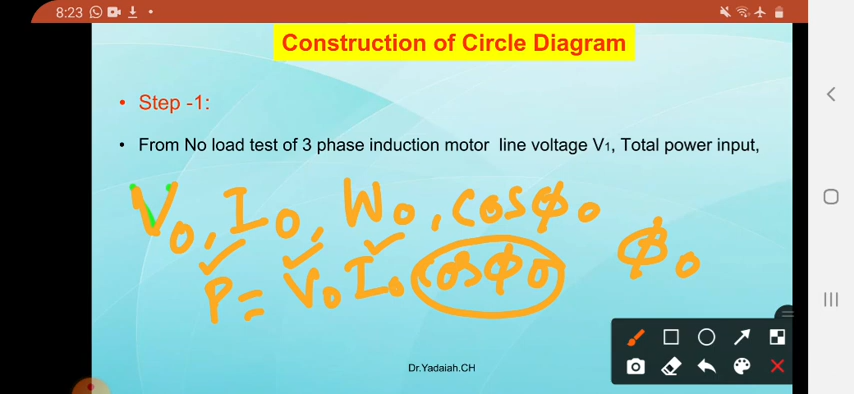 8:23
Construction of Circle Diagram
• Step -1:
• From No load test of 3 phase induction motor line voltage V1, Total power input,
V0, I0, W0, cosϕ0
P = V0 I0 cosϕ0 ϕ0
Dr.Yadaiah.CH